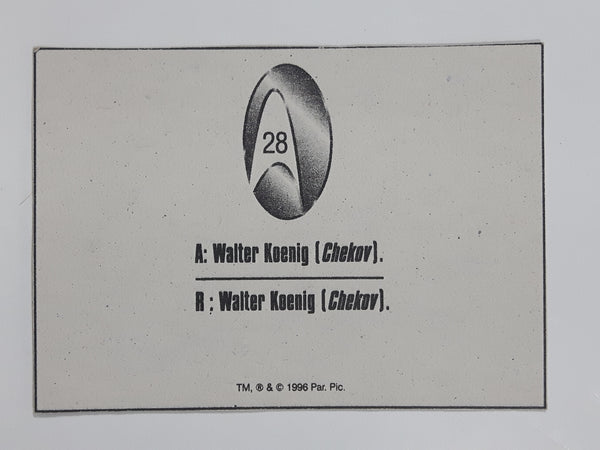 28
A: Walter Koenig (Chekov).
R : Walter Koenig (Chekov).
TM, ® & © 1996 Par. Pic.